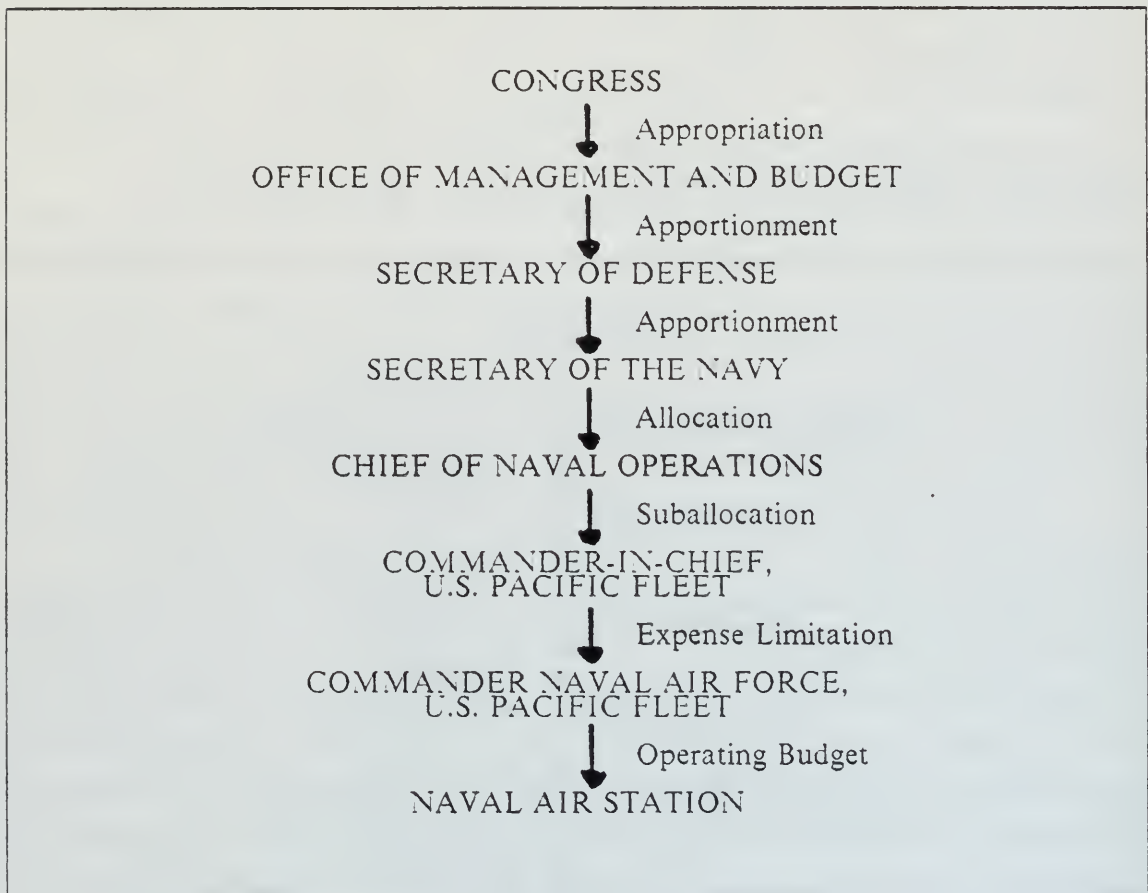 CONGRESS
Appropriation
OFFICE OF MANAGEMENT AND BUDGET
Apportionment
SECRETARY OF DEFENSE
Apportionment
SECRETARY OF THE NAVY
Allocation
CHIEF OF NAVAL OPERATIONS
Suballocation
COMMANDER-IN-CHIEF,
U.S. PACIFIC FLEET
Expense Limitation
COMMANDER NAVAL AIR FORCE,
U.S. PACIFIC FLEET
Operating Budget
NAVAL AIR STATION